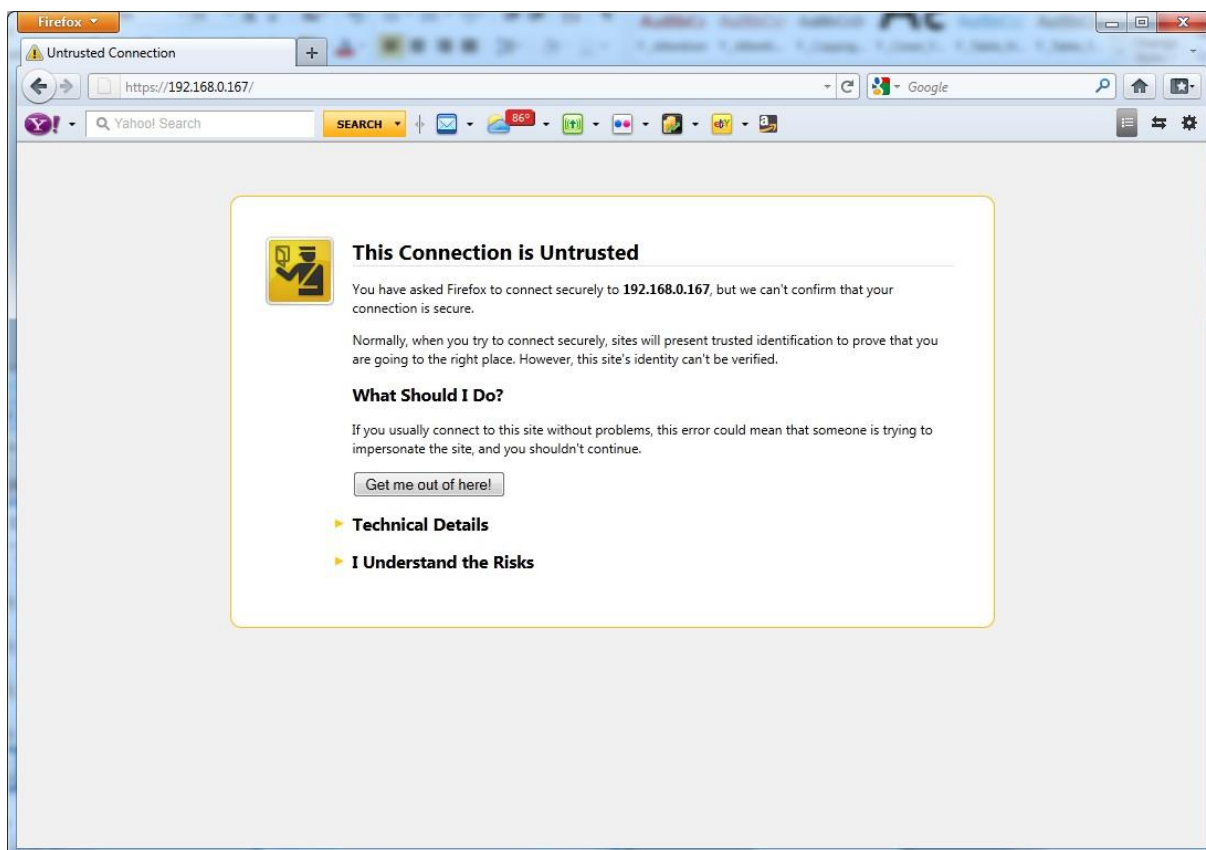 Firefox
Untrusted Connection
https://192.168.0.167/
Google
Y!
Yahoo! Search
SEARCH
86°
ebY
a
This Connection is Untrusted
You have asked Firefox to connect securely to 192.168.0.167, but we can't confirm that your
connection is secure.
Normally, when you try to connect securely, sites will present trusted identification to prove that you
are going to the right place. However, this site's identity can't be verified.
What Should I Do?
If you usually connect to this site without problems, this error could mean that someone is trying to
impersonate the site, and you shouldn't continue.
Get me out of here!
Technical Details
I Understand the Risks